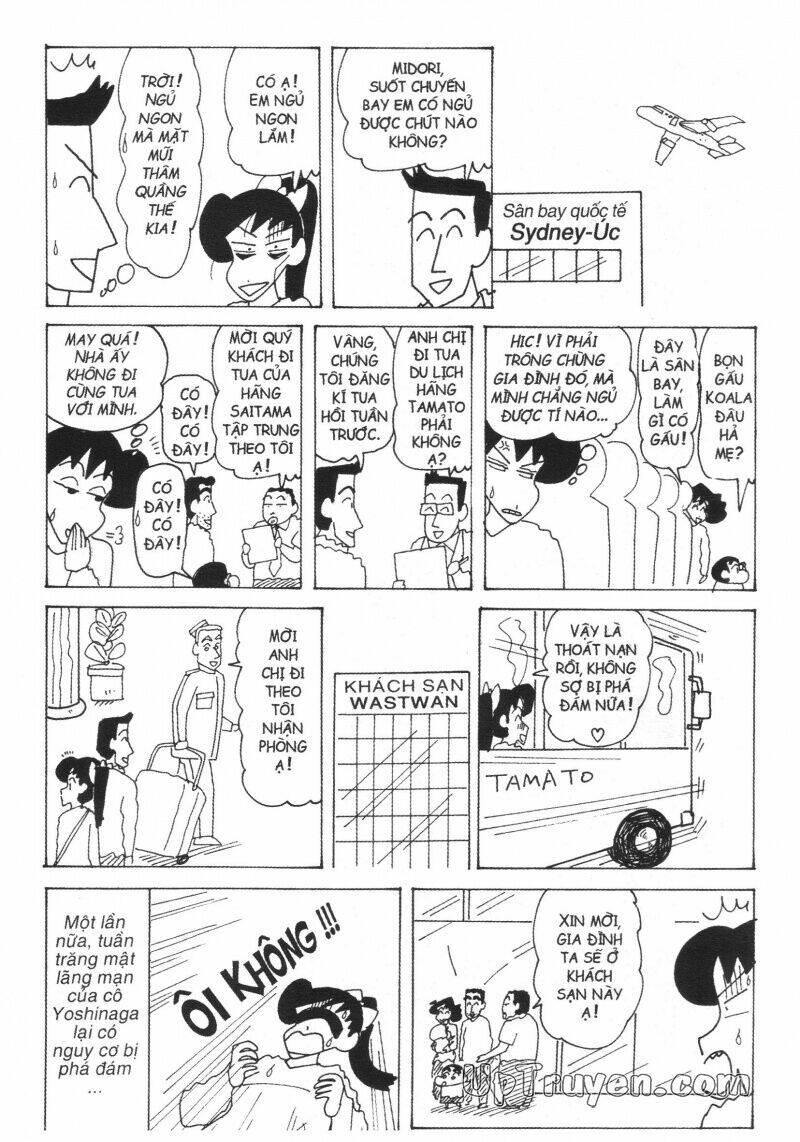 Sân bay quốc tế
Sydney-Úc
MIDORI,
SUỐT CHUYẾN
BAY EM CÓ NGỦ
ĐƯỢC CHÚT NÀO
KHÔNG?
CÓ Ạ!
EM NGỦ
NGON
LẮM!
TRỜI!
NGỦ
NGON
MÀ MẶT
MŨI
THÂM
QUẦNG
THẾ
KIA!
BỌN
GẤU
KOALA
ĐÂU
HẢ
MẸ?
ĐÂY
LÀ SÂN
BAY,
LÀM
GÌ CÓ
GẤU!
HIC! VÌ PHẢI
TRÔNG CHỪNG
GIA ĐÌNH ĐÓ, MÀ
MÌNH CHẲNG NGỦ
ĐƯỢC TÍ NÀO...
ANH CHỊ
ĐI TUA
DU LỊCH
HÃNG
TAMATO
PHẢI
KHÔNG
Ạ?
VÂNG,
CHÚNG
TÔI ĐĂNG
KÍ TUA
HỒI TUẦN
TRƯỚC.
MỜI QUÝ
KHÁCH ĐI
TUA CỦA
HÃNG
SAITAMA
TẬP TRUNG
THEO TÔI
Ạ!
CÓ
ĐÂY!
CÓ
ĐÂY!
CÓ
ĐÂY!
CÓ
ĐÂY!
MAY QUÁ!
NHÀ ẤY
KHÔNG ĐI
CÙNG TUA
VỚI MÌNH.
VẬY LÀ
THOÁT NẠN
RỒI, KHÔNG
SỢ BỊ PHÁ
ĐÁM NỮA!
♡
TAMATO
KHÁCH SẠN
WASTWAN
MỜI
ANH
CHỊ ĐI
THEO
TÔI
NHẬN
PHÒNG
Ạ!
XIN MỜI,
GIA ĐÌNH
TA SẼ Ở
KHÁCH
SẠN NÀY
Ạ!
ÔI KHÔNG!!!
Một lần
nữa, tuần
trăng mật
lãng mạn
của cô
Yoshinaga
lại có
nguy cơ bị
phá đám
...
VipTruyen.com